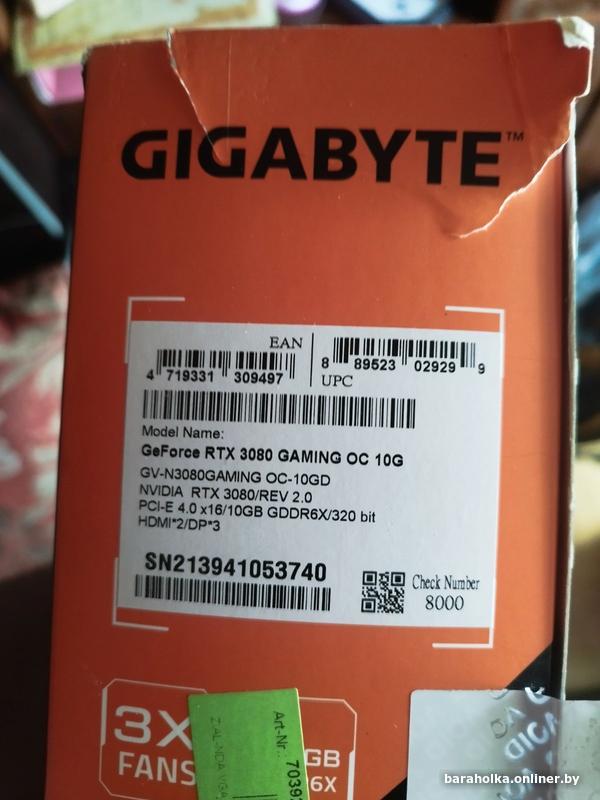 GIGABYTE™
EAN
4 719331 309497
8 89523 02929 9
UPC
Model Name:
GeForce RTX 3080 GAMING OC 10G
GV-N3080GAMING OC-10GD
NVIDIA RTX 3080/REV 2.0
PCI-E 4.0 x16/10GB GDDR6X/320 bit
HDMI*2/DP*3
SN213941053740
Check Number
8000
3X
FANS
GB
6X
Art-Nr. 7039
baraholka.onliner.by